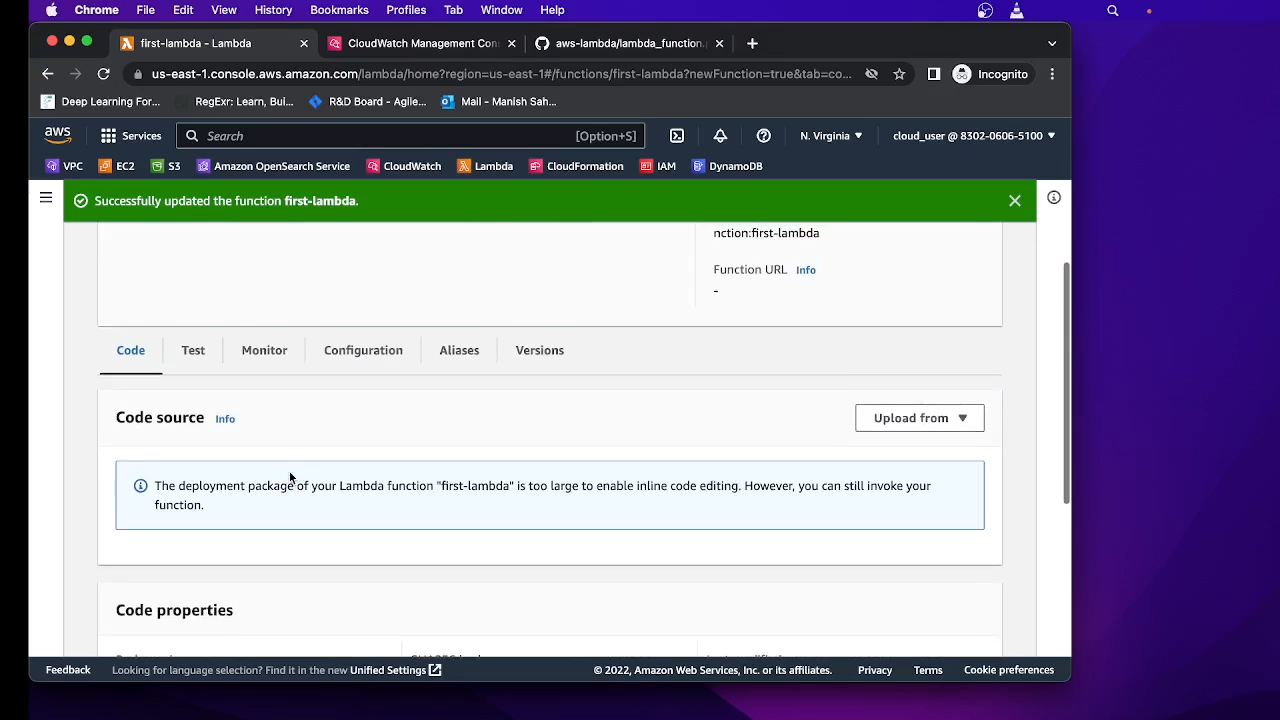 Chrome File Edit View History Bookmarks Profiles Tab Window Help
first-lambda - Lambda
CloudWatch Management Con
aws-lambda/lambda_function.
us-east-1.console.aws.amazon.com/lambda/home?region=us-east-1#/functions/first-lambda?newFunction=true&tab=co...
Incognito
Deep Learning For... RegExr: Learn, Bui... R&D Board - Agile... Mail - Manish Sah...
aws Services Search [Option+S] N. Virginia cloud_user @ 8302-0606-5100
VPC EC2 S3 Amazon OpenSearch Service CloudWatch Lambda CloudFormation IAM DynamoDB
Successfully updated the function first-lambda.
nction:first-lambda
Function URL Info
-
Code Test Monitor Configuration Aliases Versions
Code source Info
Upload from
The deployment package of your Lambda function "first-lambda" is too large to enable inline code editing. However, you can still invoke your
function.
Code properties
Feedback Looking for language selection? Find it in the new Unified Settings © 2022, Amazon Web Services, Inc. or its affiliates. Privacy Terms Cookie preferences